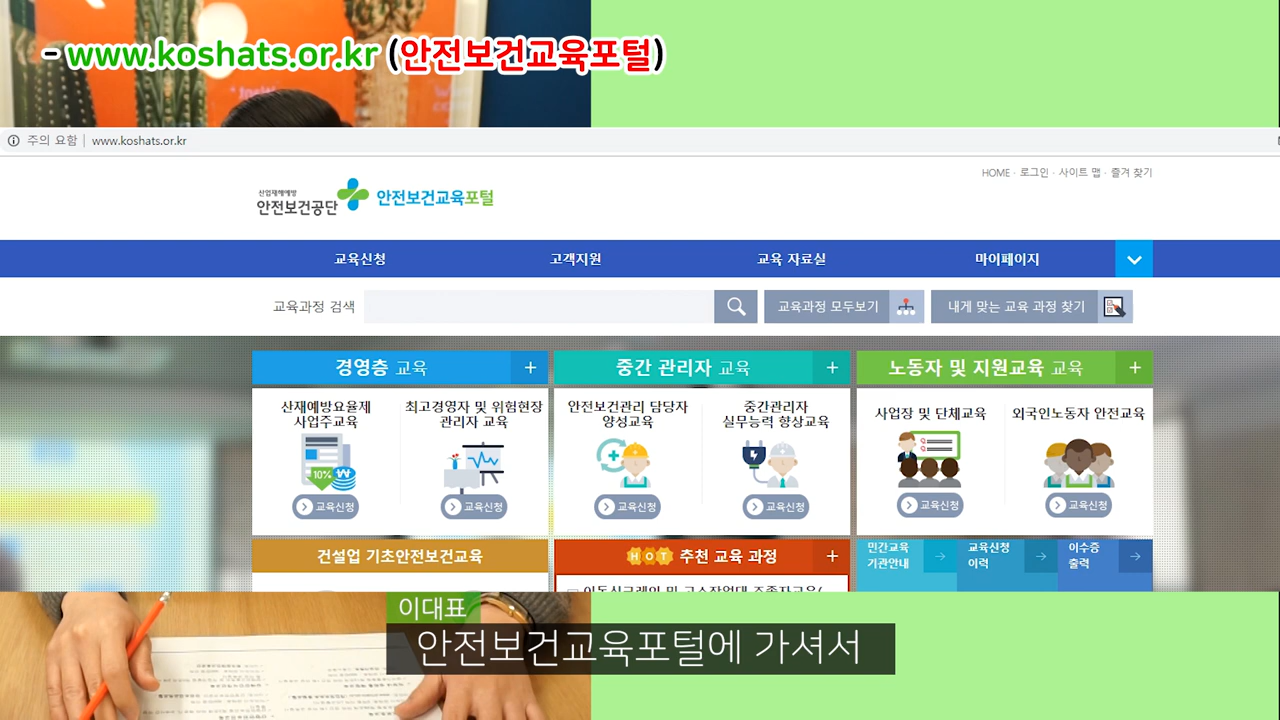 - www.koshats.or.kr (안전보건교육포털)
주의 요함 | www.koshats.or.kr
HOME · 로그인 · 사이트 맵 · 즐겨 찾기
산업재해예방
안전보건공단
안전보건교육포털
교육신청 고객지원 교육 자료실 마이페이지
교육과정 검색 교육과정 모두보기 내게 맞는 교육 과정 찾기
경영층 교육 +
산재예방요율제
사업주교육
10%
₩
교육신청
최고경영자 및 위험현장
관리자 교육
교육신청
중간 관리자 교육 +
안전보건관리 담당자
양성교육
교육신청
중간관리자
실무능력 향상교육
교육신청
노동자 및 지원교육 교육 +
사업장 및 단체교육
교육신청
외국인노동자 안전교육
교육신청
건설업 기초안전보건교육
HOT 추천 교육 과정 +
민간교육
기관안내
교육신청
이력
이수증
출력
이대표
안전보건교육포털에 가셔서